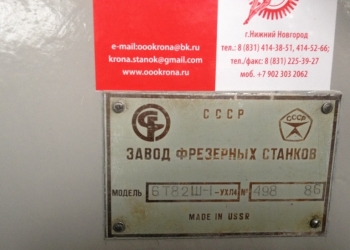 г.Нижний Новгород
тел.: 8 (831) 414-38-51, 414-52-66;
тел./факс: 8 (831) 225-39-27
моб. +7 902 303 2062
e-mail:oookrona@bk.ru
krona.stanok@gmail.com
www.oookrona.ru
СССР
СССР
ЗАВОД ФРЕЗЕРНЫХ СТАНКОВ
МОДЕЛЬ 6Т82Ш-1-УХЛ4 № 498 86
MADE IN USSR